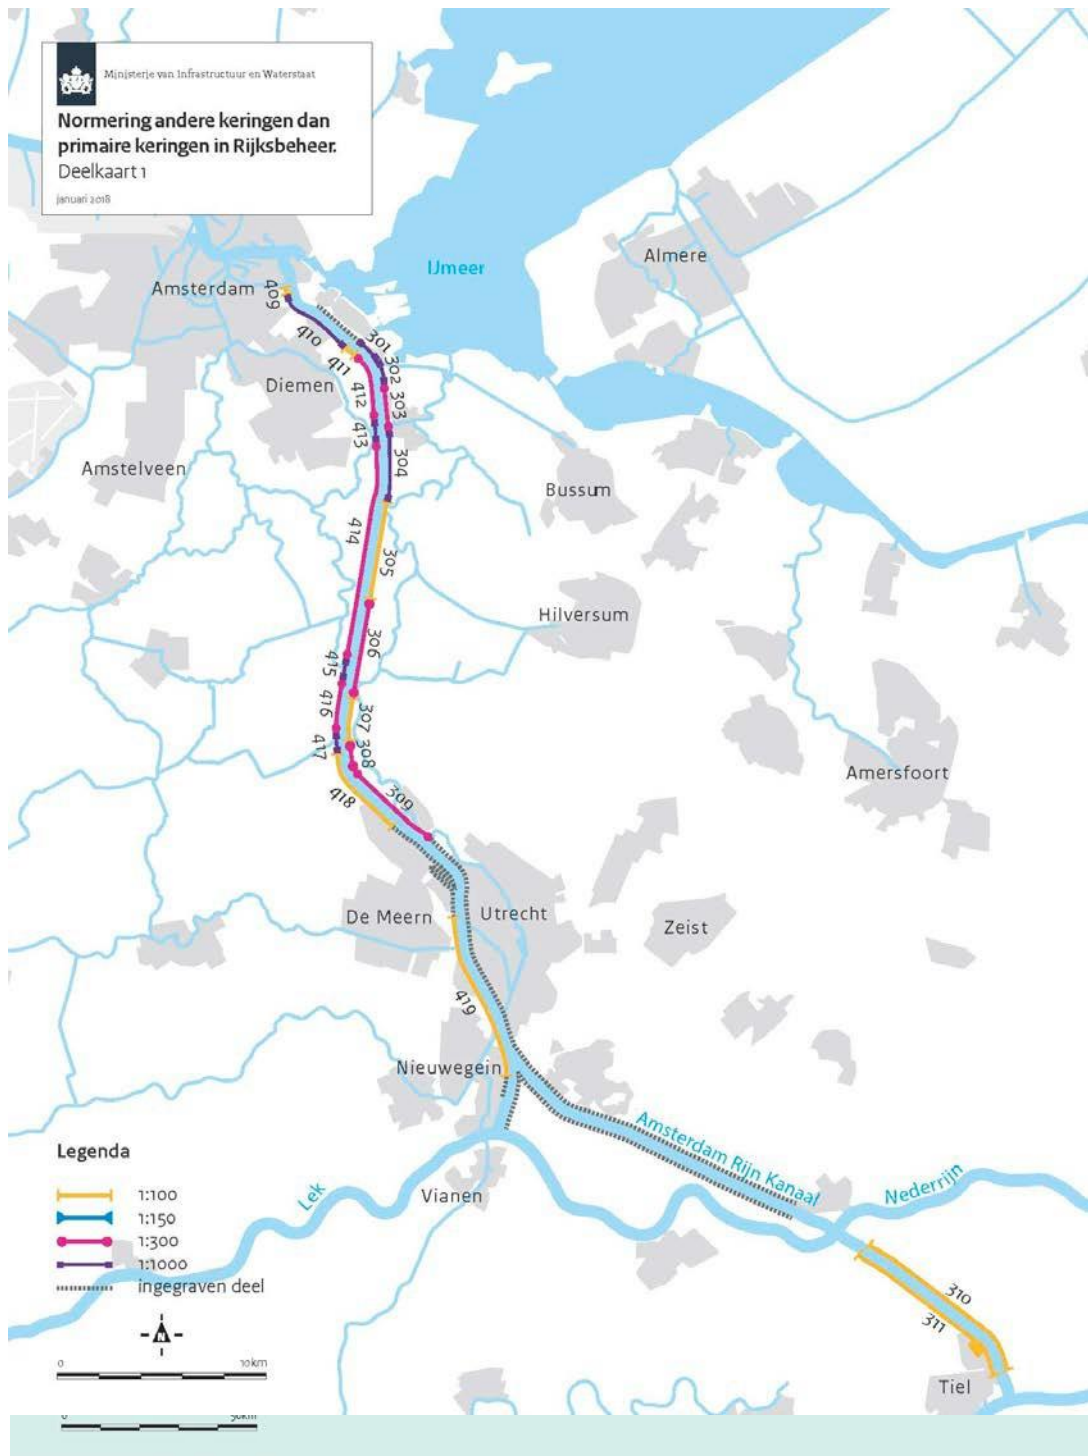 Ministerie van Infrastructuur en Waterstaat
Normering andere keringen dan
primaire keringen in Rijksbeheer.
Deelkaart 1
januari 2018
Almere
IJmeer
Amsterdam
409
410
301
411
302
Diemen
412
303
413
304
Amstelveen
Bussum
414
305
Hilversum
306
415
416
307
417
308
Amersfoort
418
309
De Meern
Utrecht
Zeist
419
Nieuwegein
Amsterdam Rijn Kanaal
Nederrijn
Lek
Vianen
310
311
Tiel
Legenda
1:100
1:150
1:300
1:1000
ingegraven deel
N
0 10km
0 50km